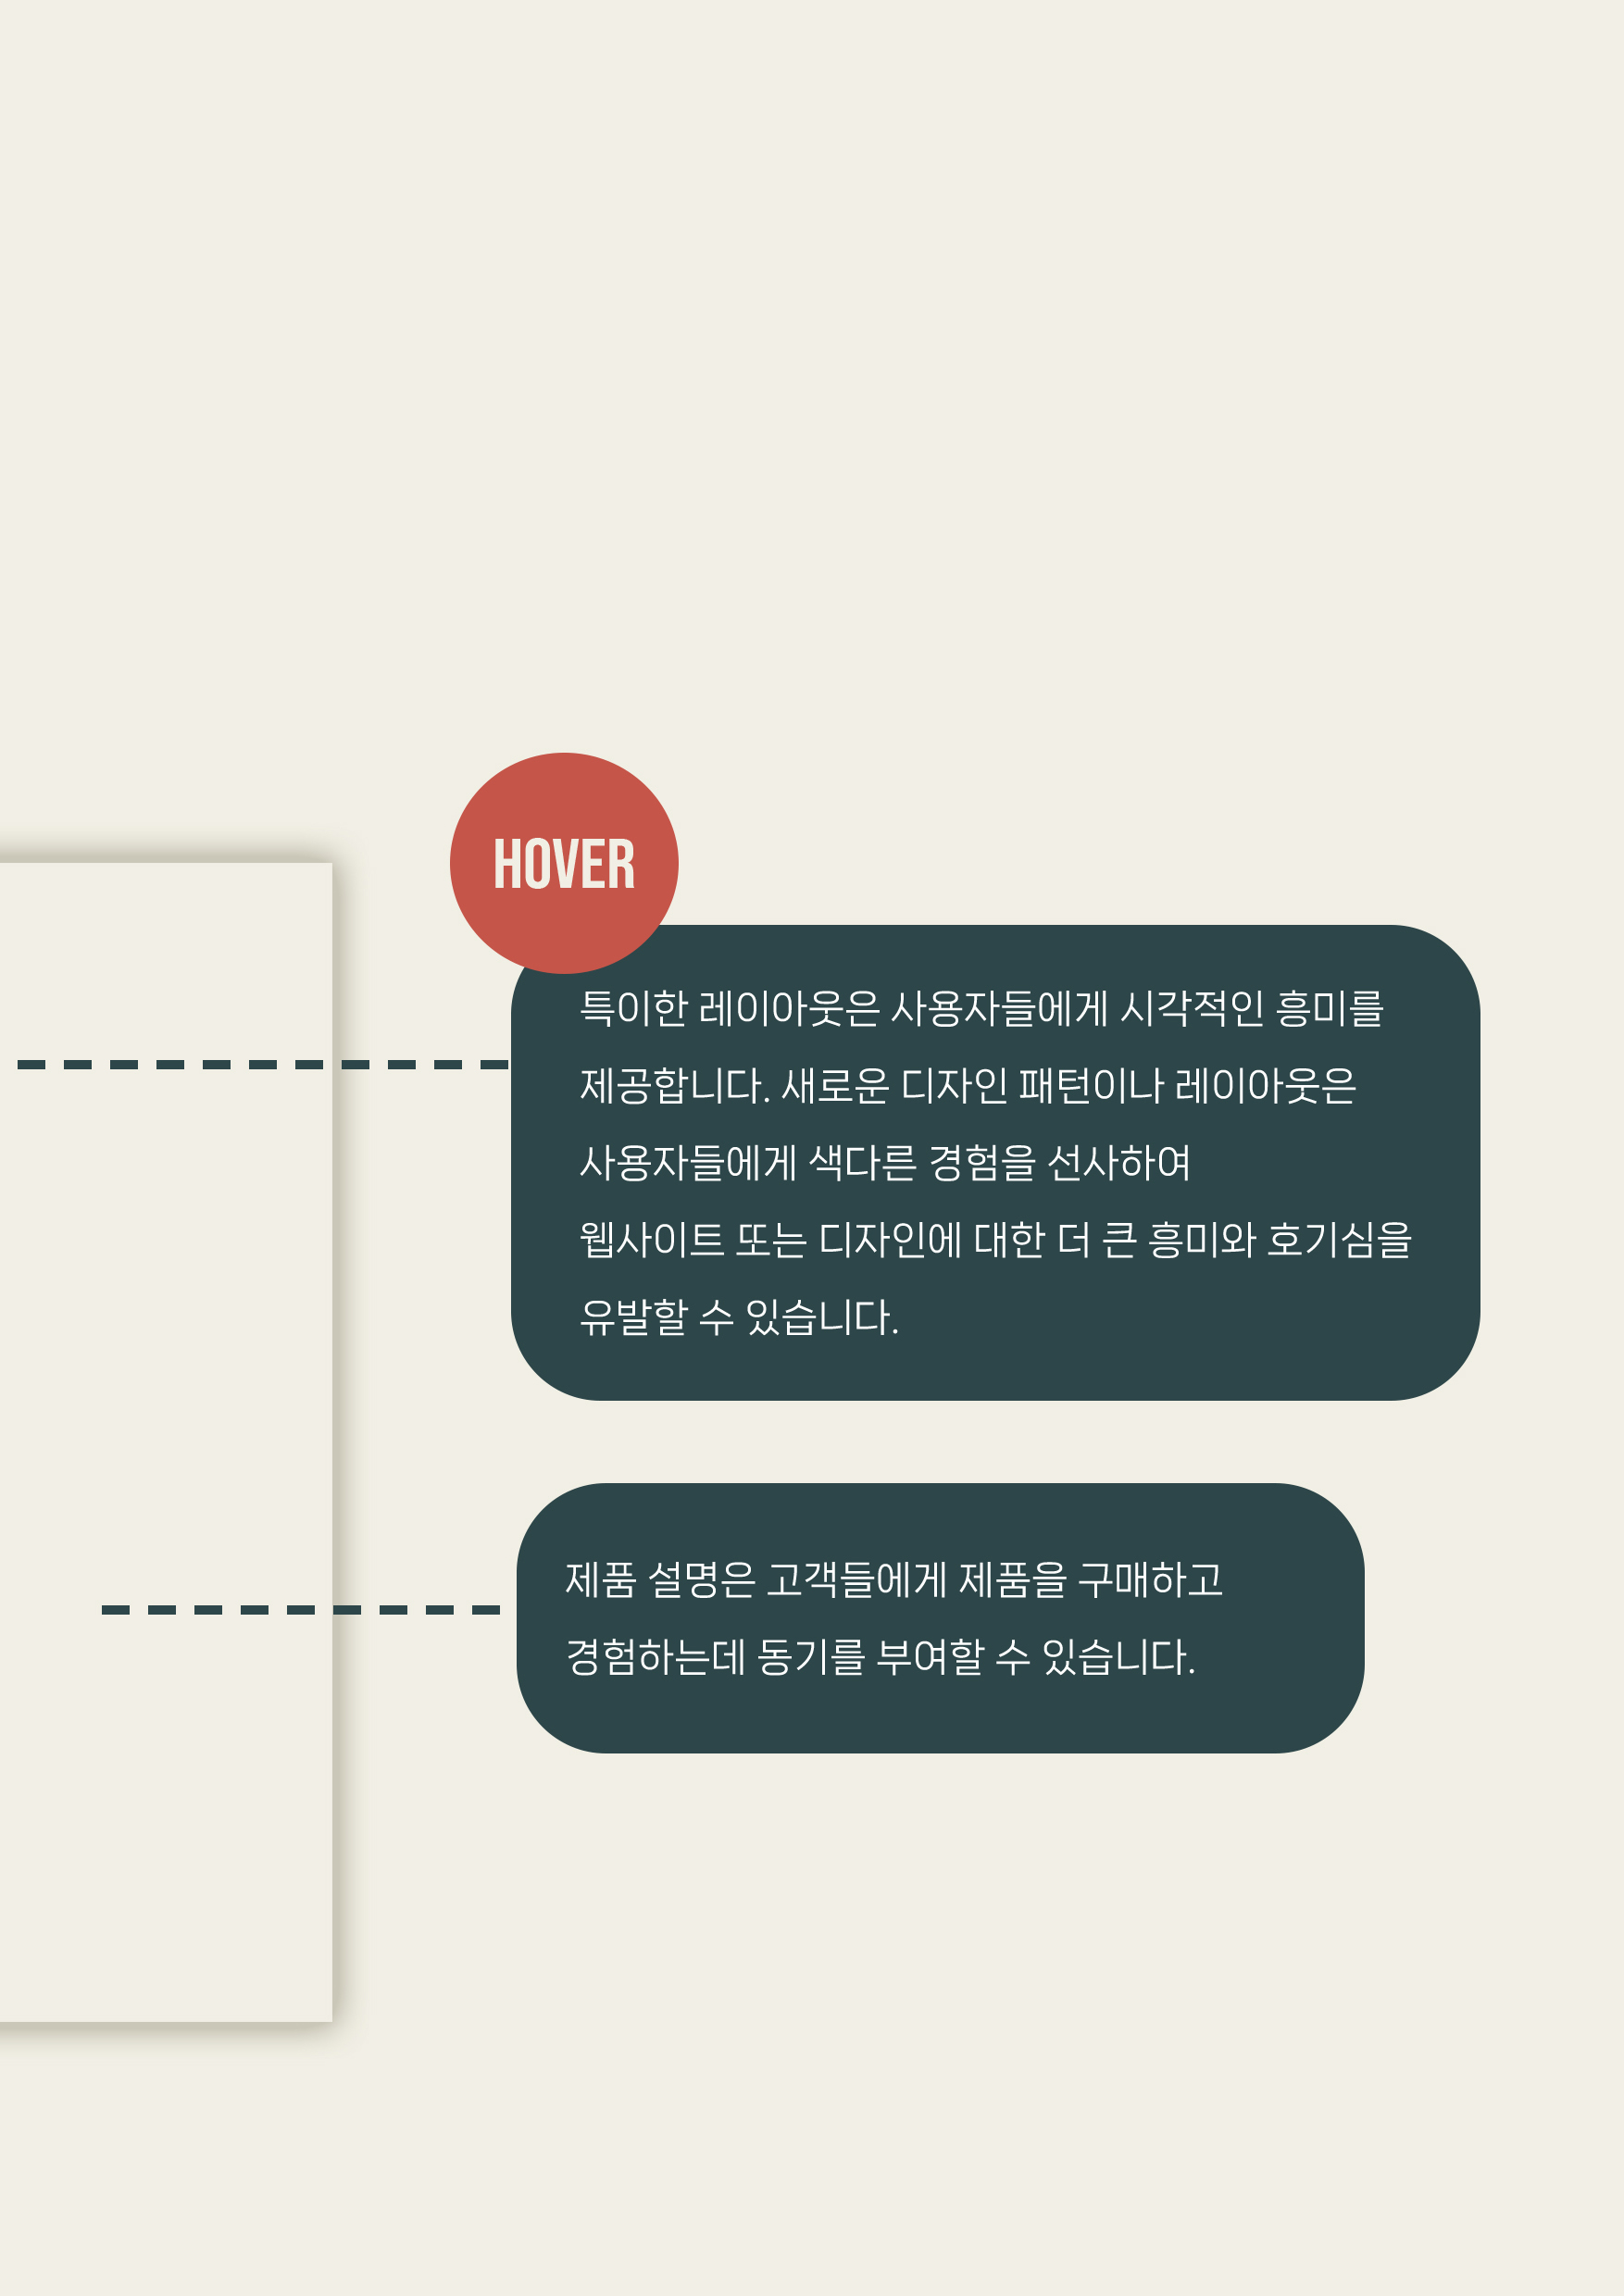 HOVER
특이한 레이아웃은 사용자들에게 시각적인 흥미를
제공합니다. 새로운 디자인 패턴이나 레이아웃은
사용자들에게 색다른 경험을 선사하여
웹사이트 또는 디자인에 대한 더 큰 흥미와 호기심을
유발할 수 있습니다.
제품 설명은 고객들에게 제품을 구매하고
경험하는데 동기를 부여할 수 있습니다.